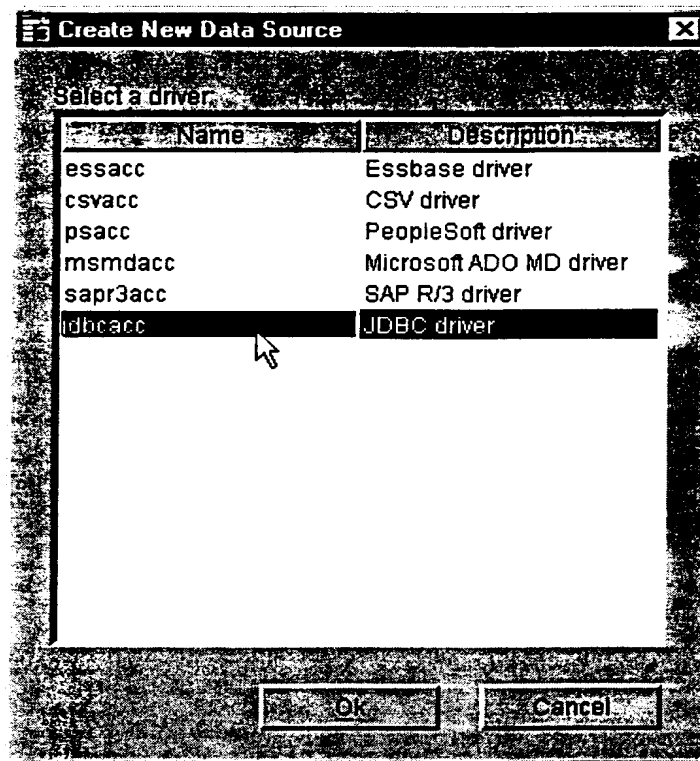 Create New Data Source
Select a driver:
Name Description
essacc Essbase driver
csvacc CSV driver
psacc PeopleSoft driver
msmdacc Microsoft ADO MD driver
sapr3acc SAP R/3 driver
jdbcacc JDBC driver
Ok Cancel